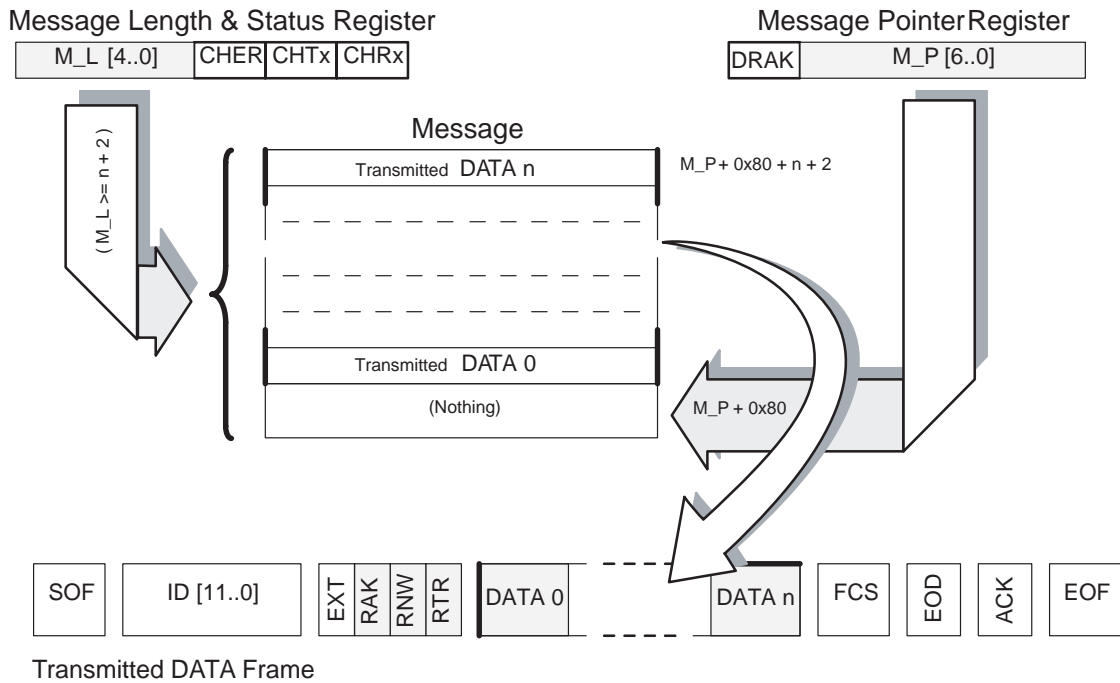 Message Length & Status Register
Message Pointer Register
M_L [4..0] CHER CHTx CHRx
DRAK M_P [6..0]
( M_L >= n + 2 )
Message
Transmitted DATA n
M_P + 0x80 + n + 2
Transmitted DATA 0
(Nothing)
M_P + 0x80
SOF ID [11..0] EXT RAK RNW RTR DATA 0 DATA n FCS EOD ACK EOF
Transmitted DATA Frame